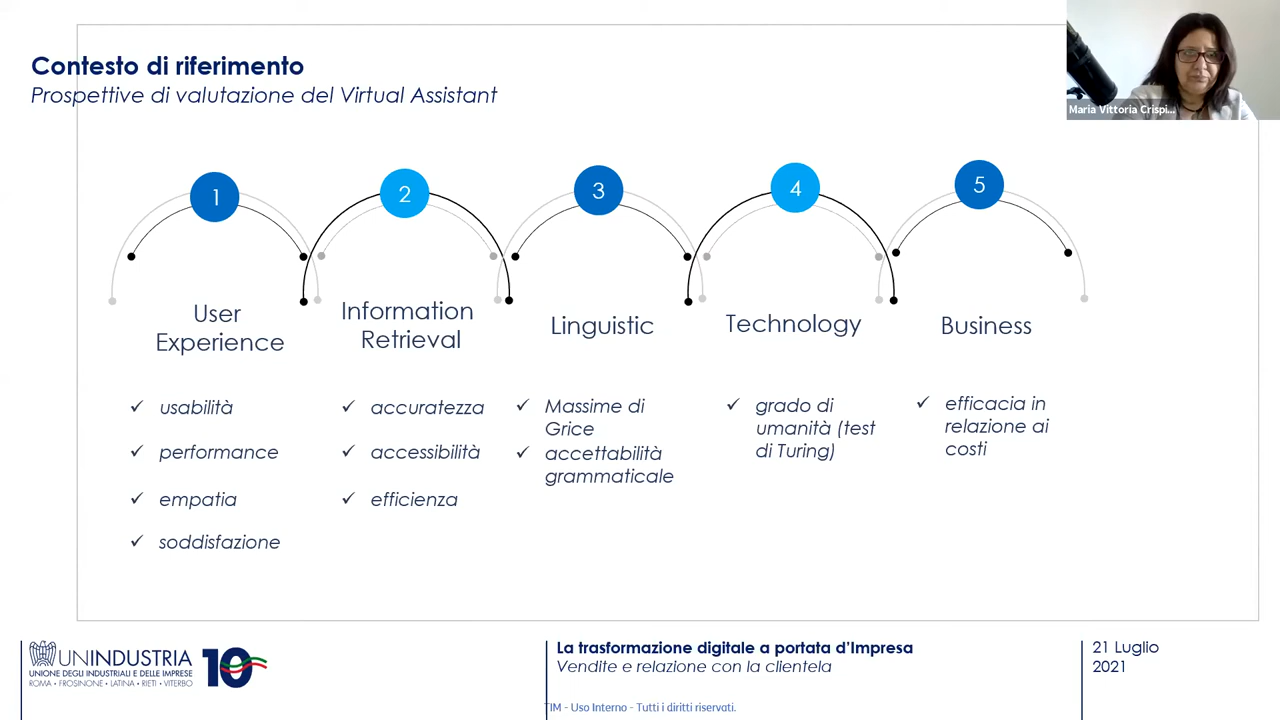 Contesto di riferimento
Prospettive di valutazione del Virtual Assistant
Maria Vittoria Crispi...
1
2
3
4
5
User
Experience
usabilità
performance
empatia
soddisfazione
Information
Retrieval
accuratezza
accessibilità
efficienza
Linguistic
Massime di
Grice
accettabilità
grammaticale
Technology
grado di
umanità (test
di Turing)
Business
efficacia in
relazione ai
costi
UNINDUSTRIA
UNIONE DEGLI INDUSTRIALI E DELLE IMPRESE
ROMA • FROSINONE • LATINA • RIETI • VITERBO
10
La trasformazione digitale a portata d'Impresa
Vendite e relazione con la clientela
21 Luglio
2021
TIM - Uso Interno - Tutti i diritti riservati.